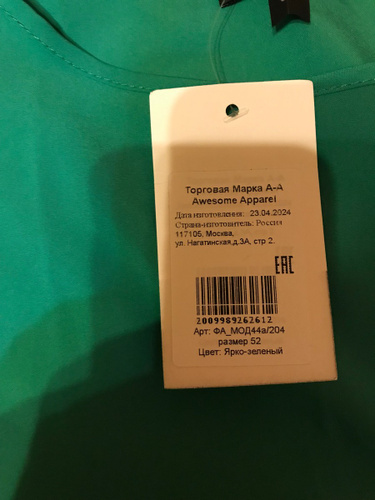 Торговая Марка А-А
Awesome Apparel
Дата изготовления: 23.04.2024
Страна-изготовитель: Россия
117105, Москва,
ул. Нагатинская,д.3А, стр 2.
EAC
2009989262612
Арт: ФА_МОД44а/204
размер 52
Цвет: Ярко-зеленый